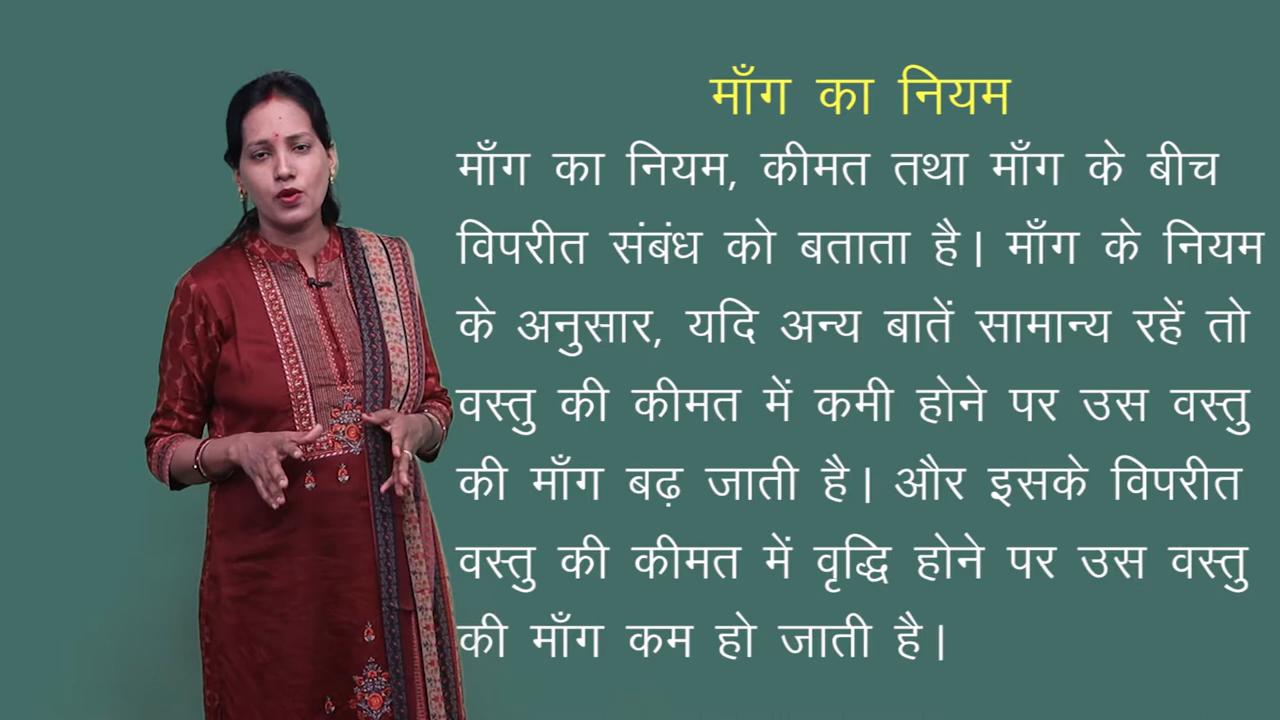 माँग का नियम
माँग का नियम, कीमत तथा माँग के बीच
विपरीत संबंध को बताता है। माँग के नियम
के अनुसार, यदि अन्य बातें सामान्य रहें तो
वस्तु की कीमत में कमी होने पर उस वस्तु
की माँग बढ़ जाती है। और इसके विपरीत
वस्तु की कीमत में वृद्धि होने पर उस वस्तु
की माँग कम हो जाती है।